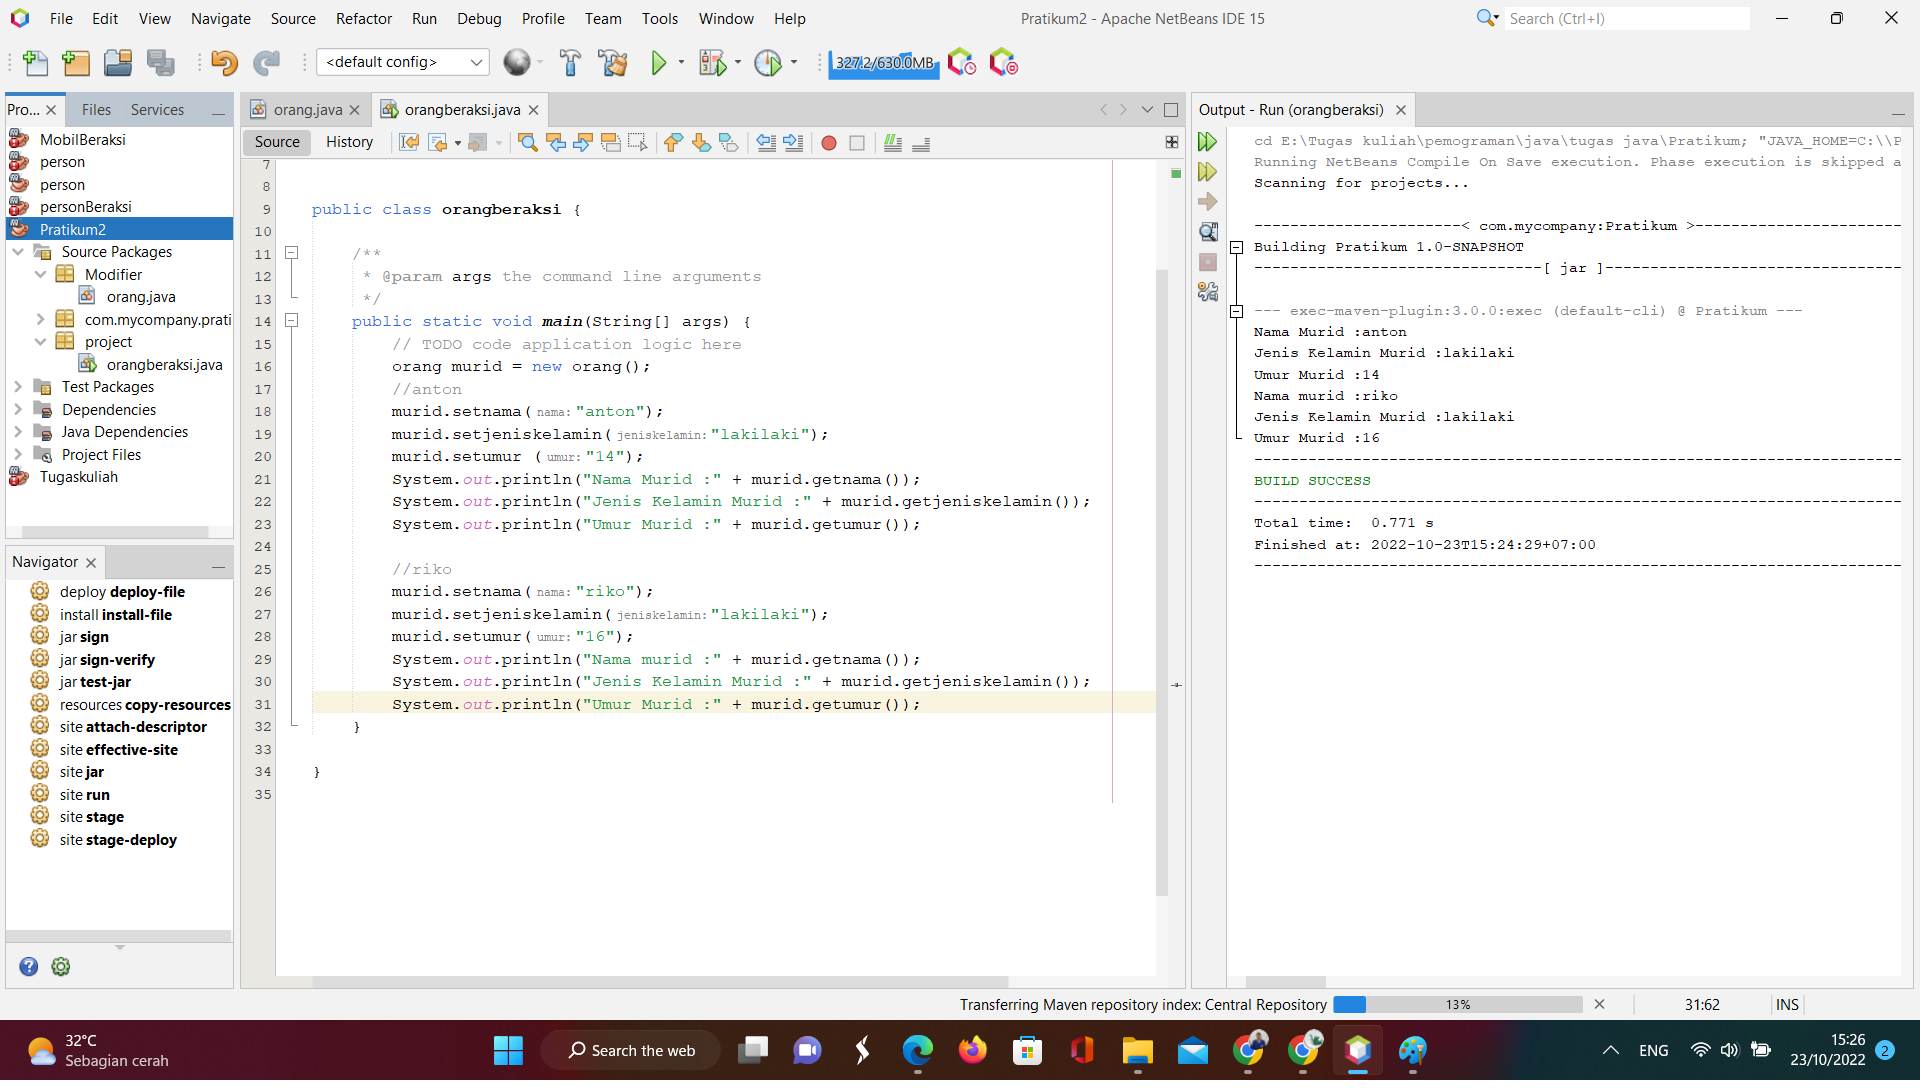 File Edit View Navigate Source Refactor Run Debug Profile Team Tools Window Help
Pratikum2 - Apache NetBeans IDE 15
Search (Ctrl+I)
<default config>
327.2/630.0MB
Pro... Files Services
MobilBeraksi
person
person
personBeraksi
Pratikum2
Source Packages
Modifier
orang.java
com.mycompany.prati
project
orangberaksi.java
Test Packages
Dependencies
Java Dependencies
Project Files
Tugaskuliah
Navigator
deploy deploy-file
install install-file
jar sign
jar sign-verify
jar test-jar
resources copy-resources
site attach-descriptor
site effective-site
site jar
site run
site stage
site stage-deploy
orang.java orangberaksi.java
Source History
7
8
9 public class orangberaksi {
10
11 /**
12 * @param args the command line arguments
13 */
14 public static void main(String[] args) {
15 // TODO code application logic here
16 orang murid = new orang();
17 //anton
18 murid.setnama( nama: "anton");
19 murid.setjeniskelamin( jeniskelamin: "lakilaki");
20 murid.setumur ( umur: "14");
21 System.out.println("Nama Murid :" + murid.getnama());
22 System.out.println("Jenis Kelamin Murid :" + murid.getjeniskelamin());
23 System.out.println("Umur Murid :" + murid.getumur());
24
25 //riko
26 murid.setnama( nama: "riko");
27 murid.setjeniskelamin( jeniskelamin: "lakilaki");
28 murid.setumur( umur: "16");
29 System.out.println("Nama murid :" + murid.getnama());
30 System.out.println("Jenis Kelamin Murid :" + murid.getjeniskelamin());
31 System.out.println("Umur Murid :" + murid.getumur());
32 }
33
34 }
35
Output - Run (orangberaksi)
cd E:\Tugas kuliah\pemograman\java\tugas java\Pratikum; "JAVA_HOME=C:\\P
Running NetBeans Compile On Save execution. Phase execution is skipped a
Scanning for projects...
-----------------------< com.mycompany:Pratikum >-----------------------
Building Pratikum 1.0-SNAPSHOT
--------------------------------[ jar ]---------------------------------
--- exec-maven-plugin:3.0.0:exec (default-cli) @ Pratikum ---
Nama Murid :anton
Jenis Kelamin Murid :lakilaki
Umur Murid :14
Nama murid :riko
Jenis Kelamin Murid :lakilaki
Umur Murid :16
------------------------------------------------------------------------
BUILD SUCCESS
------------------------------------------------------------------------
Total time:  0.771 s
Finished at: 2022-10-23T15:24:29+07:00
------------------------------------------------------------------------
Transferring Maven repository index: Central Repository 13% 31:62 INS
32°C
Sebagian cerah
Search the web
ENG
15:26
23/10/2022
2